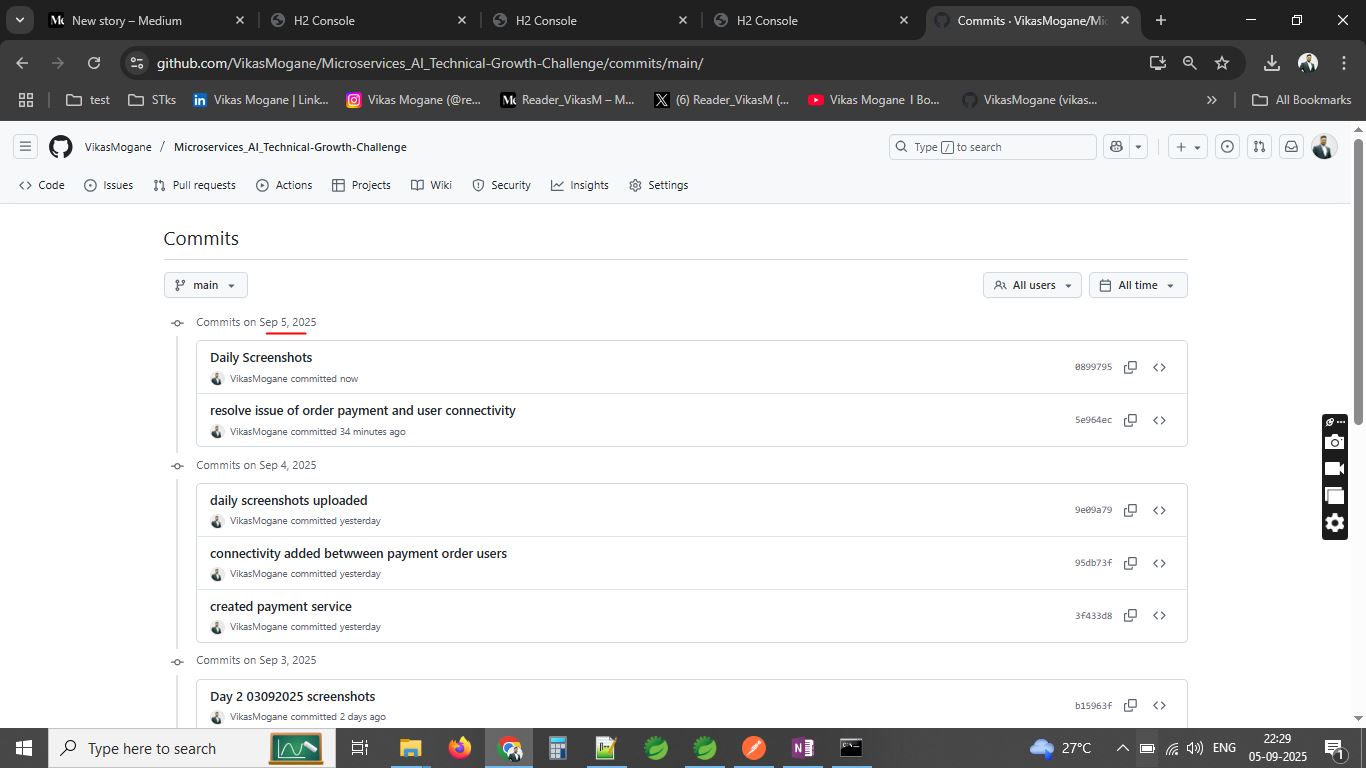 New story – Medium
H2 Console
H2 Console
H2 Console
Commits · VikasMogane/Mic
github.com/VikasMogane/Microservices_AI_Technical-Growth-Challenge/commits/main/
test
STks
Vikas Mogane | Link...
Vikas Mogane (@re...
Reader_VikasM – M...
(6) Reader_VikasM (...
Vikas Mogane I Bo...
VikasMogane (vikas...
All Bookmarks
VikasMogane / Microservices_AI_Technical-Growth-Challenge
Type / to search
Code
Issues
Pull requests
Actions
Projects
Wiki
Security
Insights
Settings
Commits
main
All users
All time
Commits on Sep 5, 2025
Daily Screenshots
VikasMogane committed now
0899795
resolve issue of order payment and user connectivity
VikasMogane committed 34 minutes ago
5e964ec
Commits on Sep 4, 2025
daily screenshots uploaded
VikasMogane committed yesterday
9e09a79
connectivity added betwween payment order users
VikasMogane committed yesterday
95db73f
created payment service
VikasMogane committed yesterday
3f433d8
Commits on Sep 3, 2025
Day 2 03092025 screenshots
VikasMogane committed 2 days ago
b15963f
Type here to search
27°C
ENG
22:29
05-09-2025
1